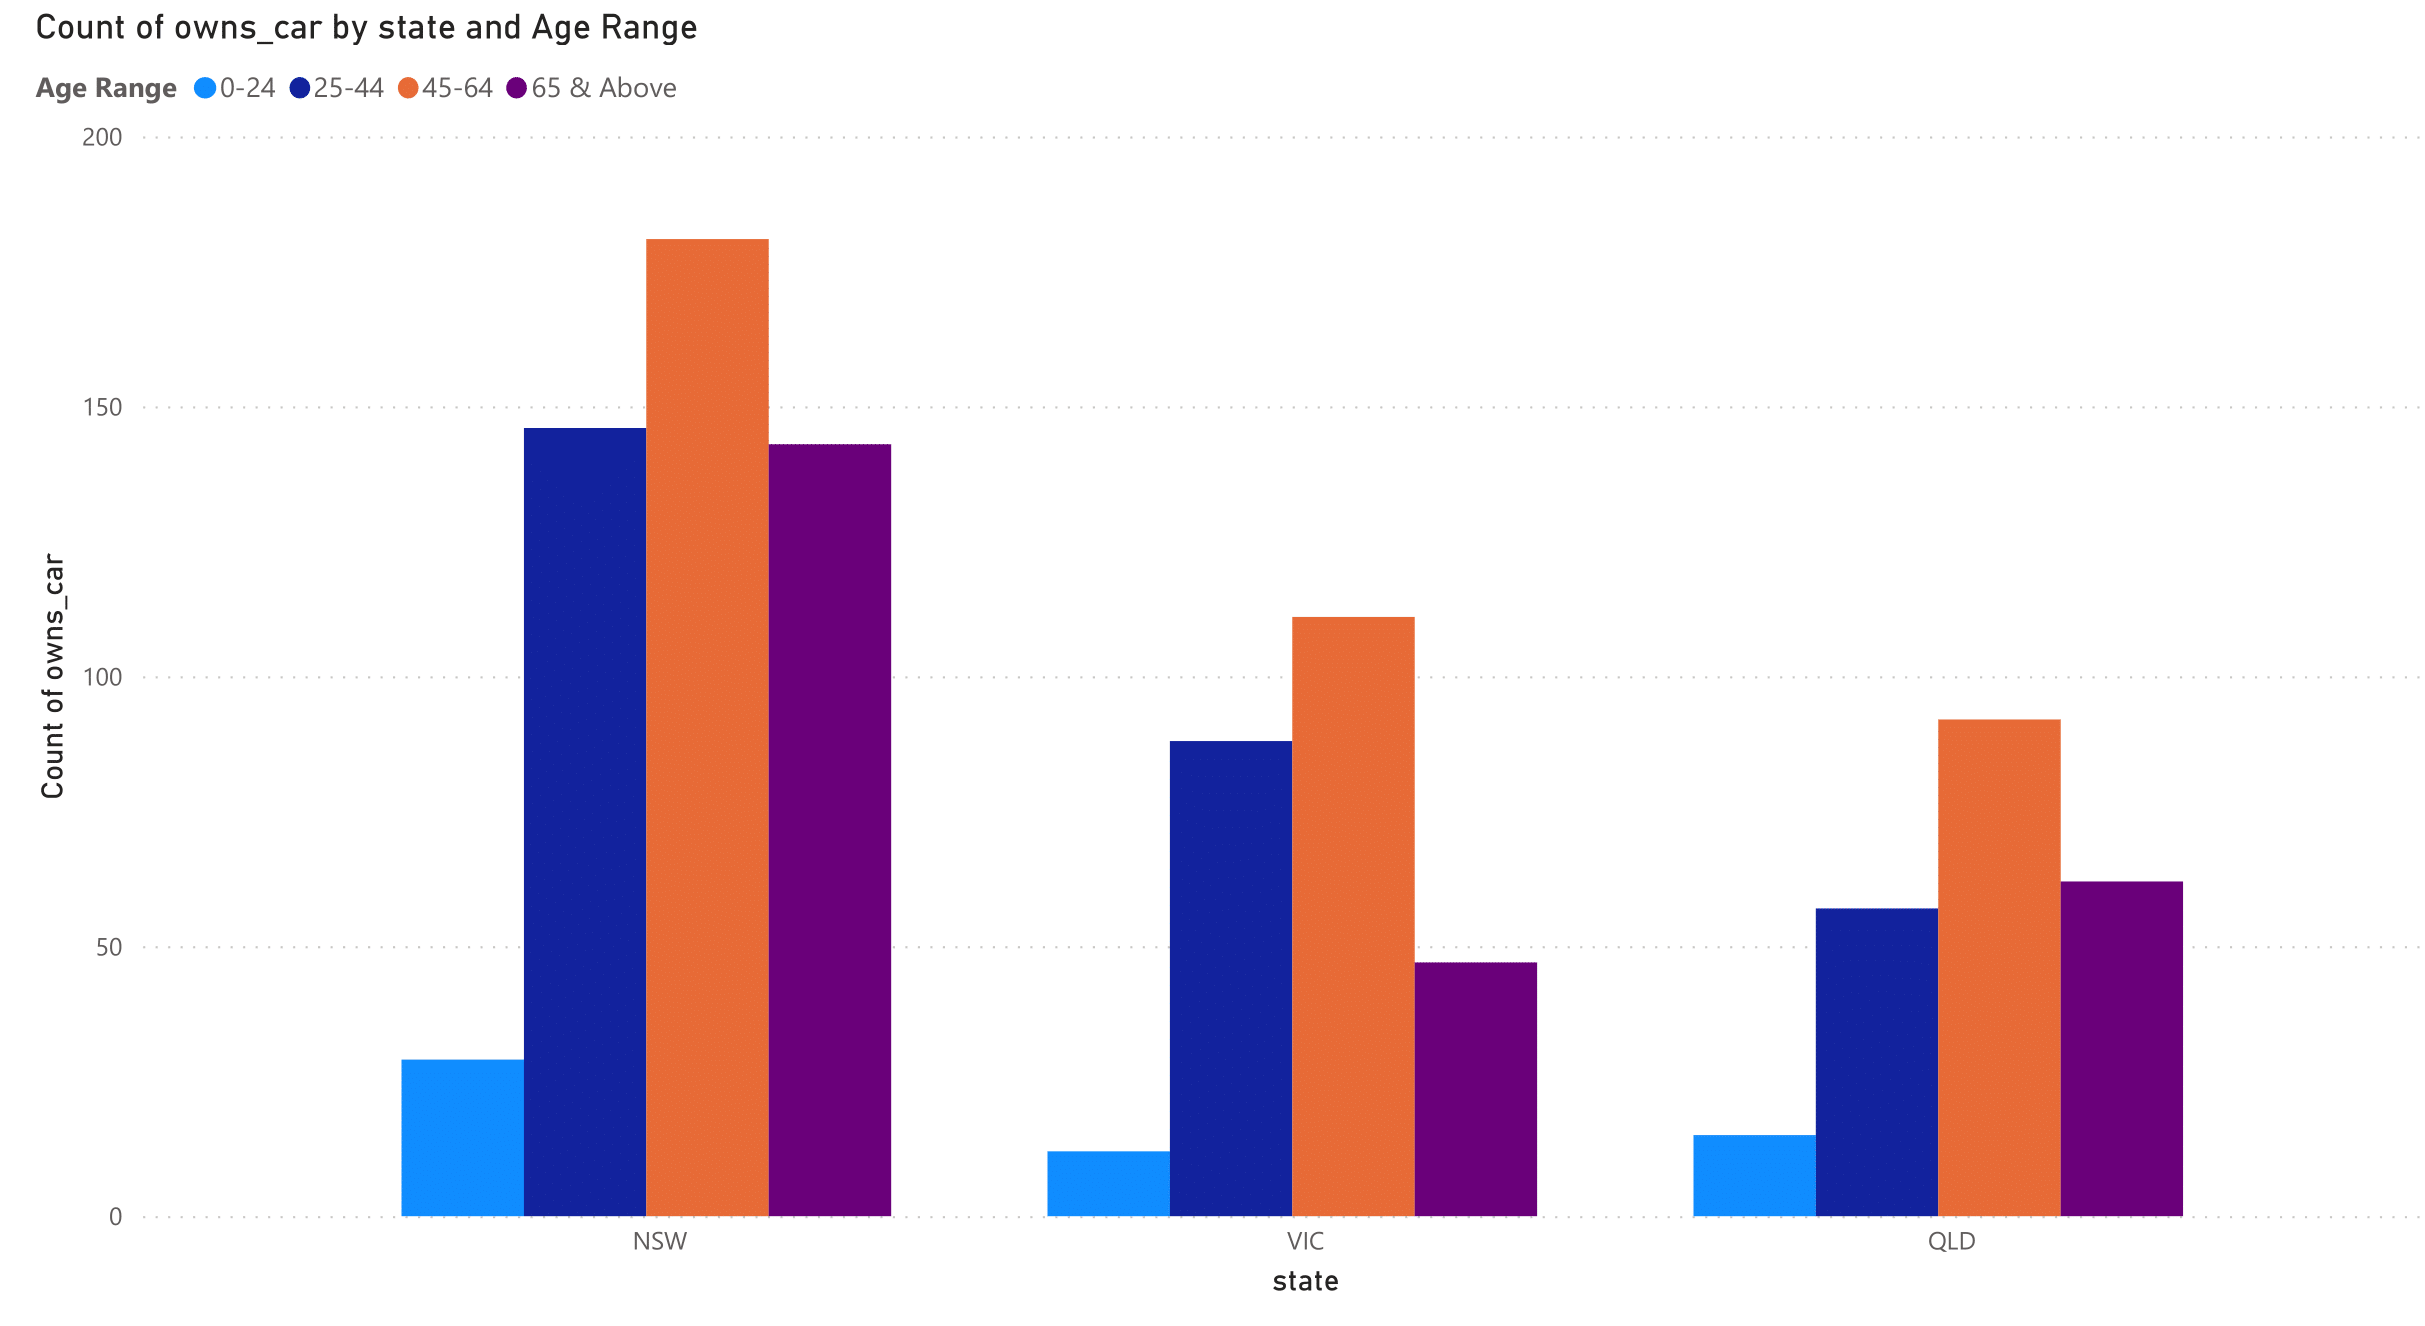 Count of owns_car by state and Age Range
Age Range 0-24 25-44 45-64 65 & Above
200
150
100
50
0
Count of owns_car
NSW VIC QLD
state